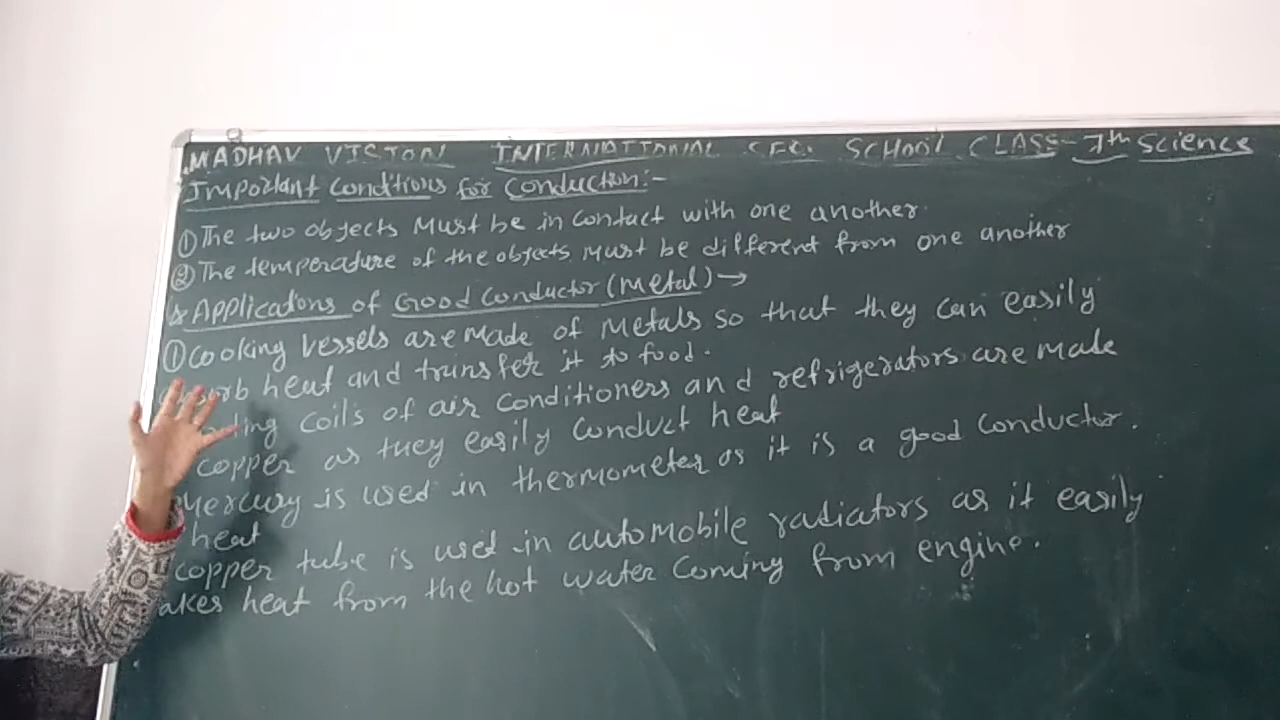 MADHAV VISION INTERNATIONAL SEC. SCHOOL CLASS- 7th Science
Important Conditions for Conduction:-
① The two objects must be in contact with one another.
② The temperature of the objects must be different from one another
* Applications of Good Conductor (Metal) →
① Cooking vessels are made of metals so that they can easily
absorb heat and transfer it to food.
coils of air conditioners and refrigerators are made
copper as they easily conduct heat
Mercury is used in thermometer as it is a good conductor.
heat
copper tube is used in automobile radiators as it easily
akes heat from the hot water coming from engine.